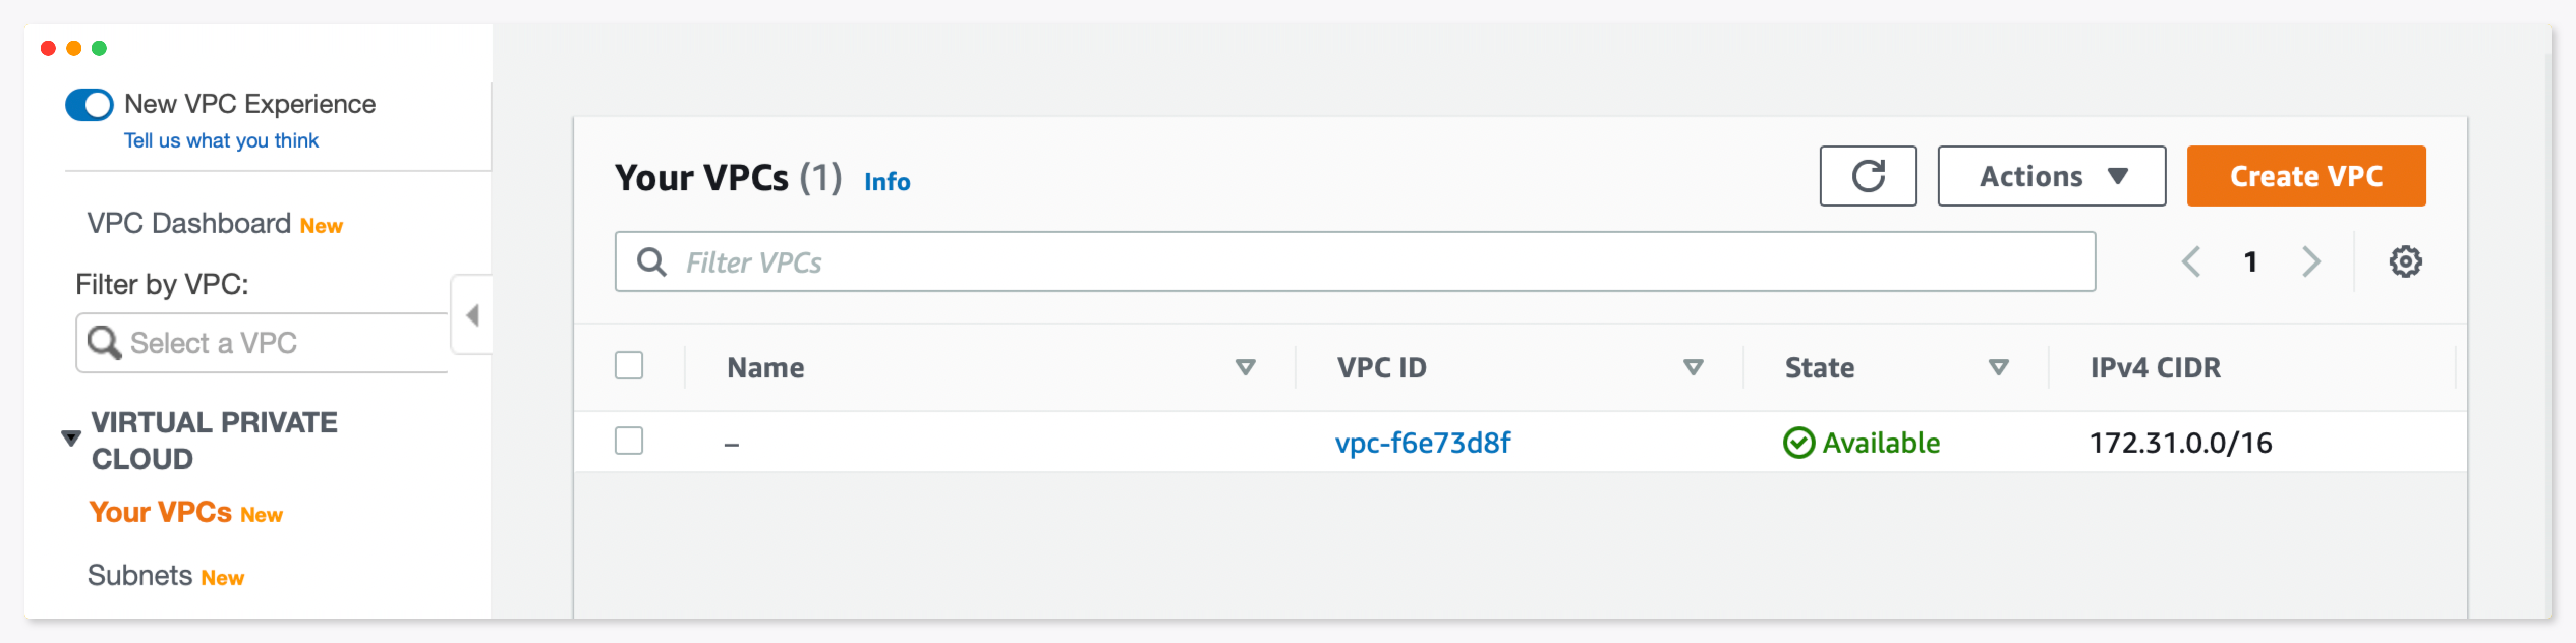 New VPC Experience
Tell us what you think
VPC Dashboard New
Filter by VPC:
Select a VPC
VIRTUAL PRIVATE
CLOUD
Your VPCs New
Subnets New
Your VPCs (1) Info
Actions
Create VPC
Filter VPCs
1
Name VPC ID State IPv4 CIDR
– vpc-f6e73d8f Available 172.31.0.0/16